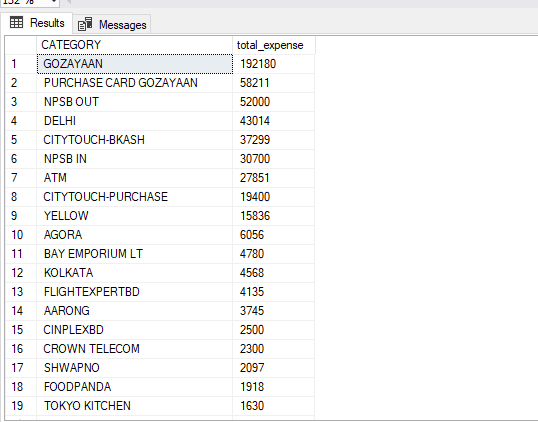 Results Messages
CATEGORY total_expense
1 GOZAYAAN 192180
2 PURCHASE CARD GOZAYAAN 58211
3 NPSB OUT 52000
4 DELHI 43014
5 CITYTOUCH-BKASH 37299
6 NPSB IN 30700
7 ATM 27851
8 CITYTOUCH-PURCHASE 19400
9 YELLOW 15836
10 AGORA 6056
11 BAY EMPORIUM LT 4780
12 KOLKATA 4568
13 FLIGHTEXPERTBD 4135
14 AARONG 3745
15 CINPLEXBD 2500
16 CROWN TELECOM 2300
17 SHWAPNO 2097
18 FOODPANDA 1918
19 TOKYO KITCHEN 1630